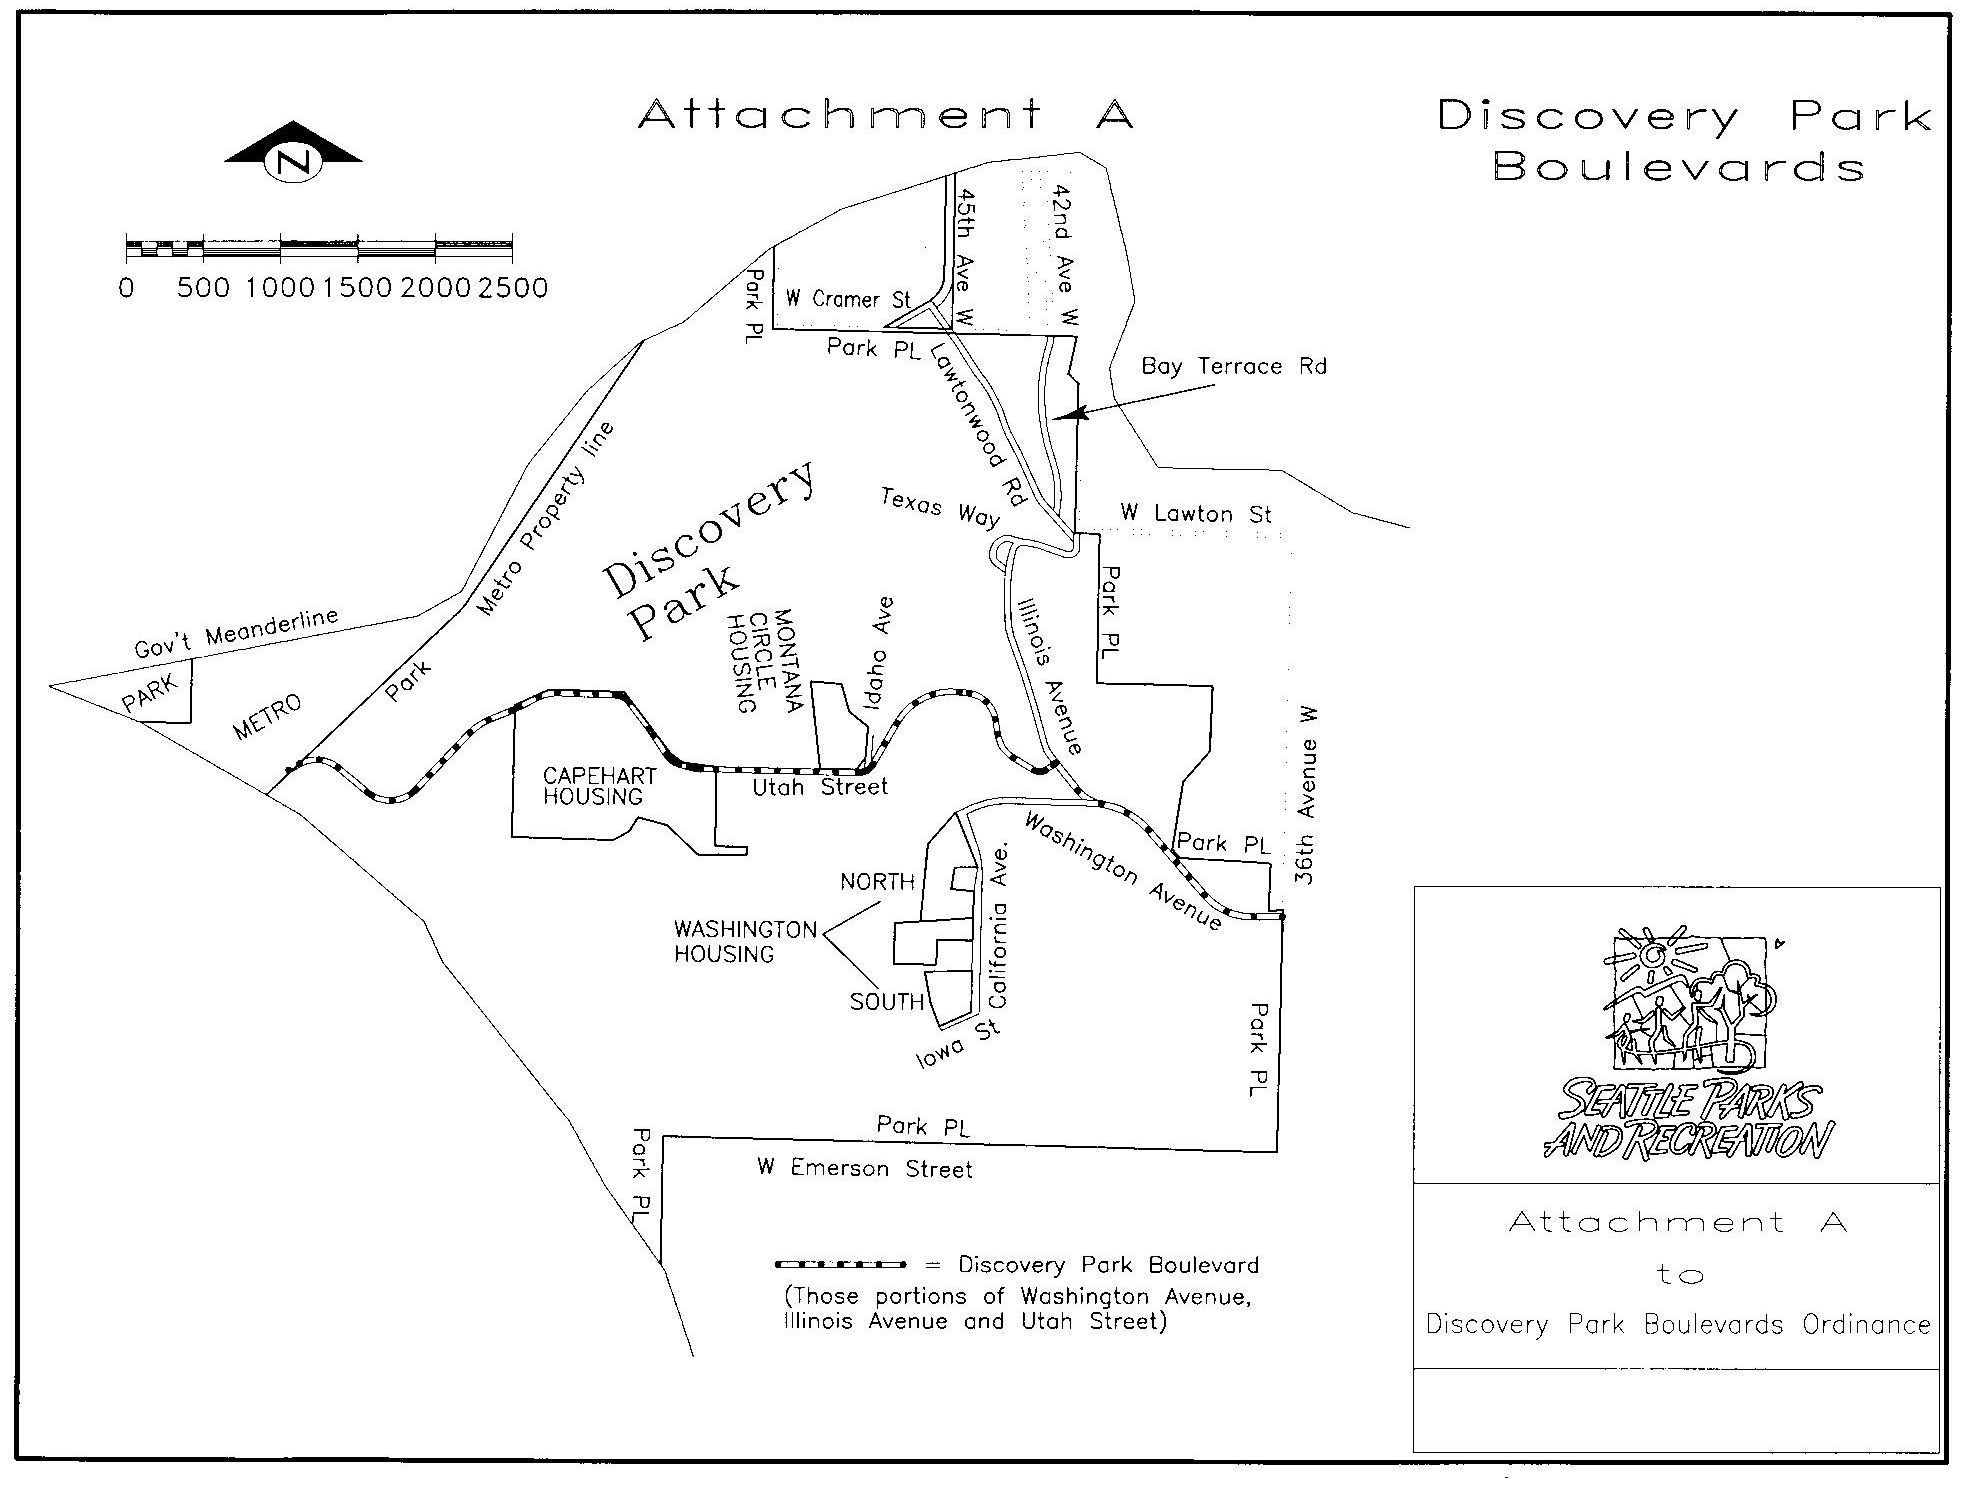 Attachment A
Discovery Park
Boulevards
N
0 500 1000 1500 2000 2500
45th Ave W
42nd Ave W
Park PL
W Cramer St
Park PL
Lawtonwood Rd
Bay Terrace Rd
Metro Property line
Discovery
Park
Texas Way
W Lawton St
Gov't Meanderline
PARK
METRO
Park
MONTANA
CIRCLE
HOUSING
Idaho Ave
Illinois Avenue
Park PL
36th Avenue W
CAPEHART
HOUSING
Utah Street
Washington Avenue
Park PL
NORTH
WASHINGTON
HOUSING
SOUTH
California Ave.
Iowa St
Park PL
Park PL
Park PL
W Emerson Street
= Discovery Park Boulevard
(Those portions of Washington Avenue,
Illinois Avenue and Utah Street)
SEATTLE PARKS
AND RECREATION
Attachment A
to
Discovery Park Boulevards Ordinance